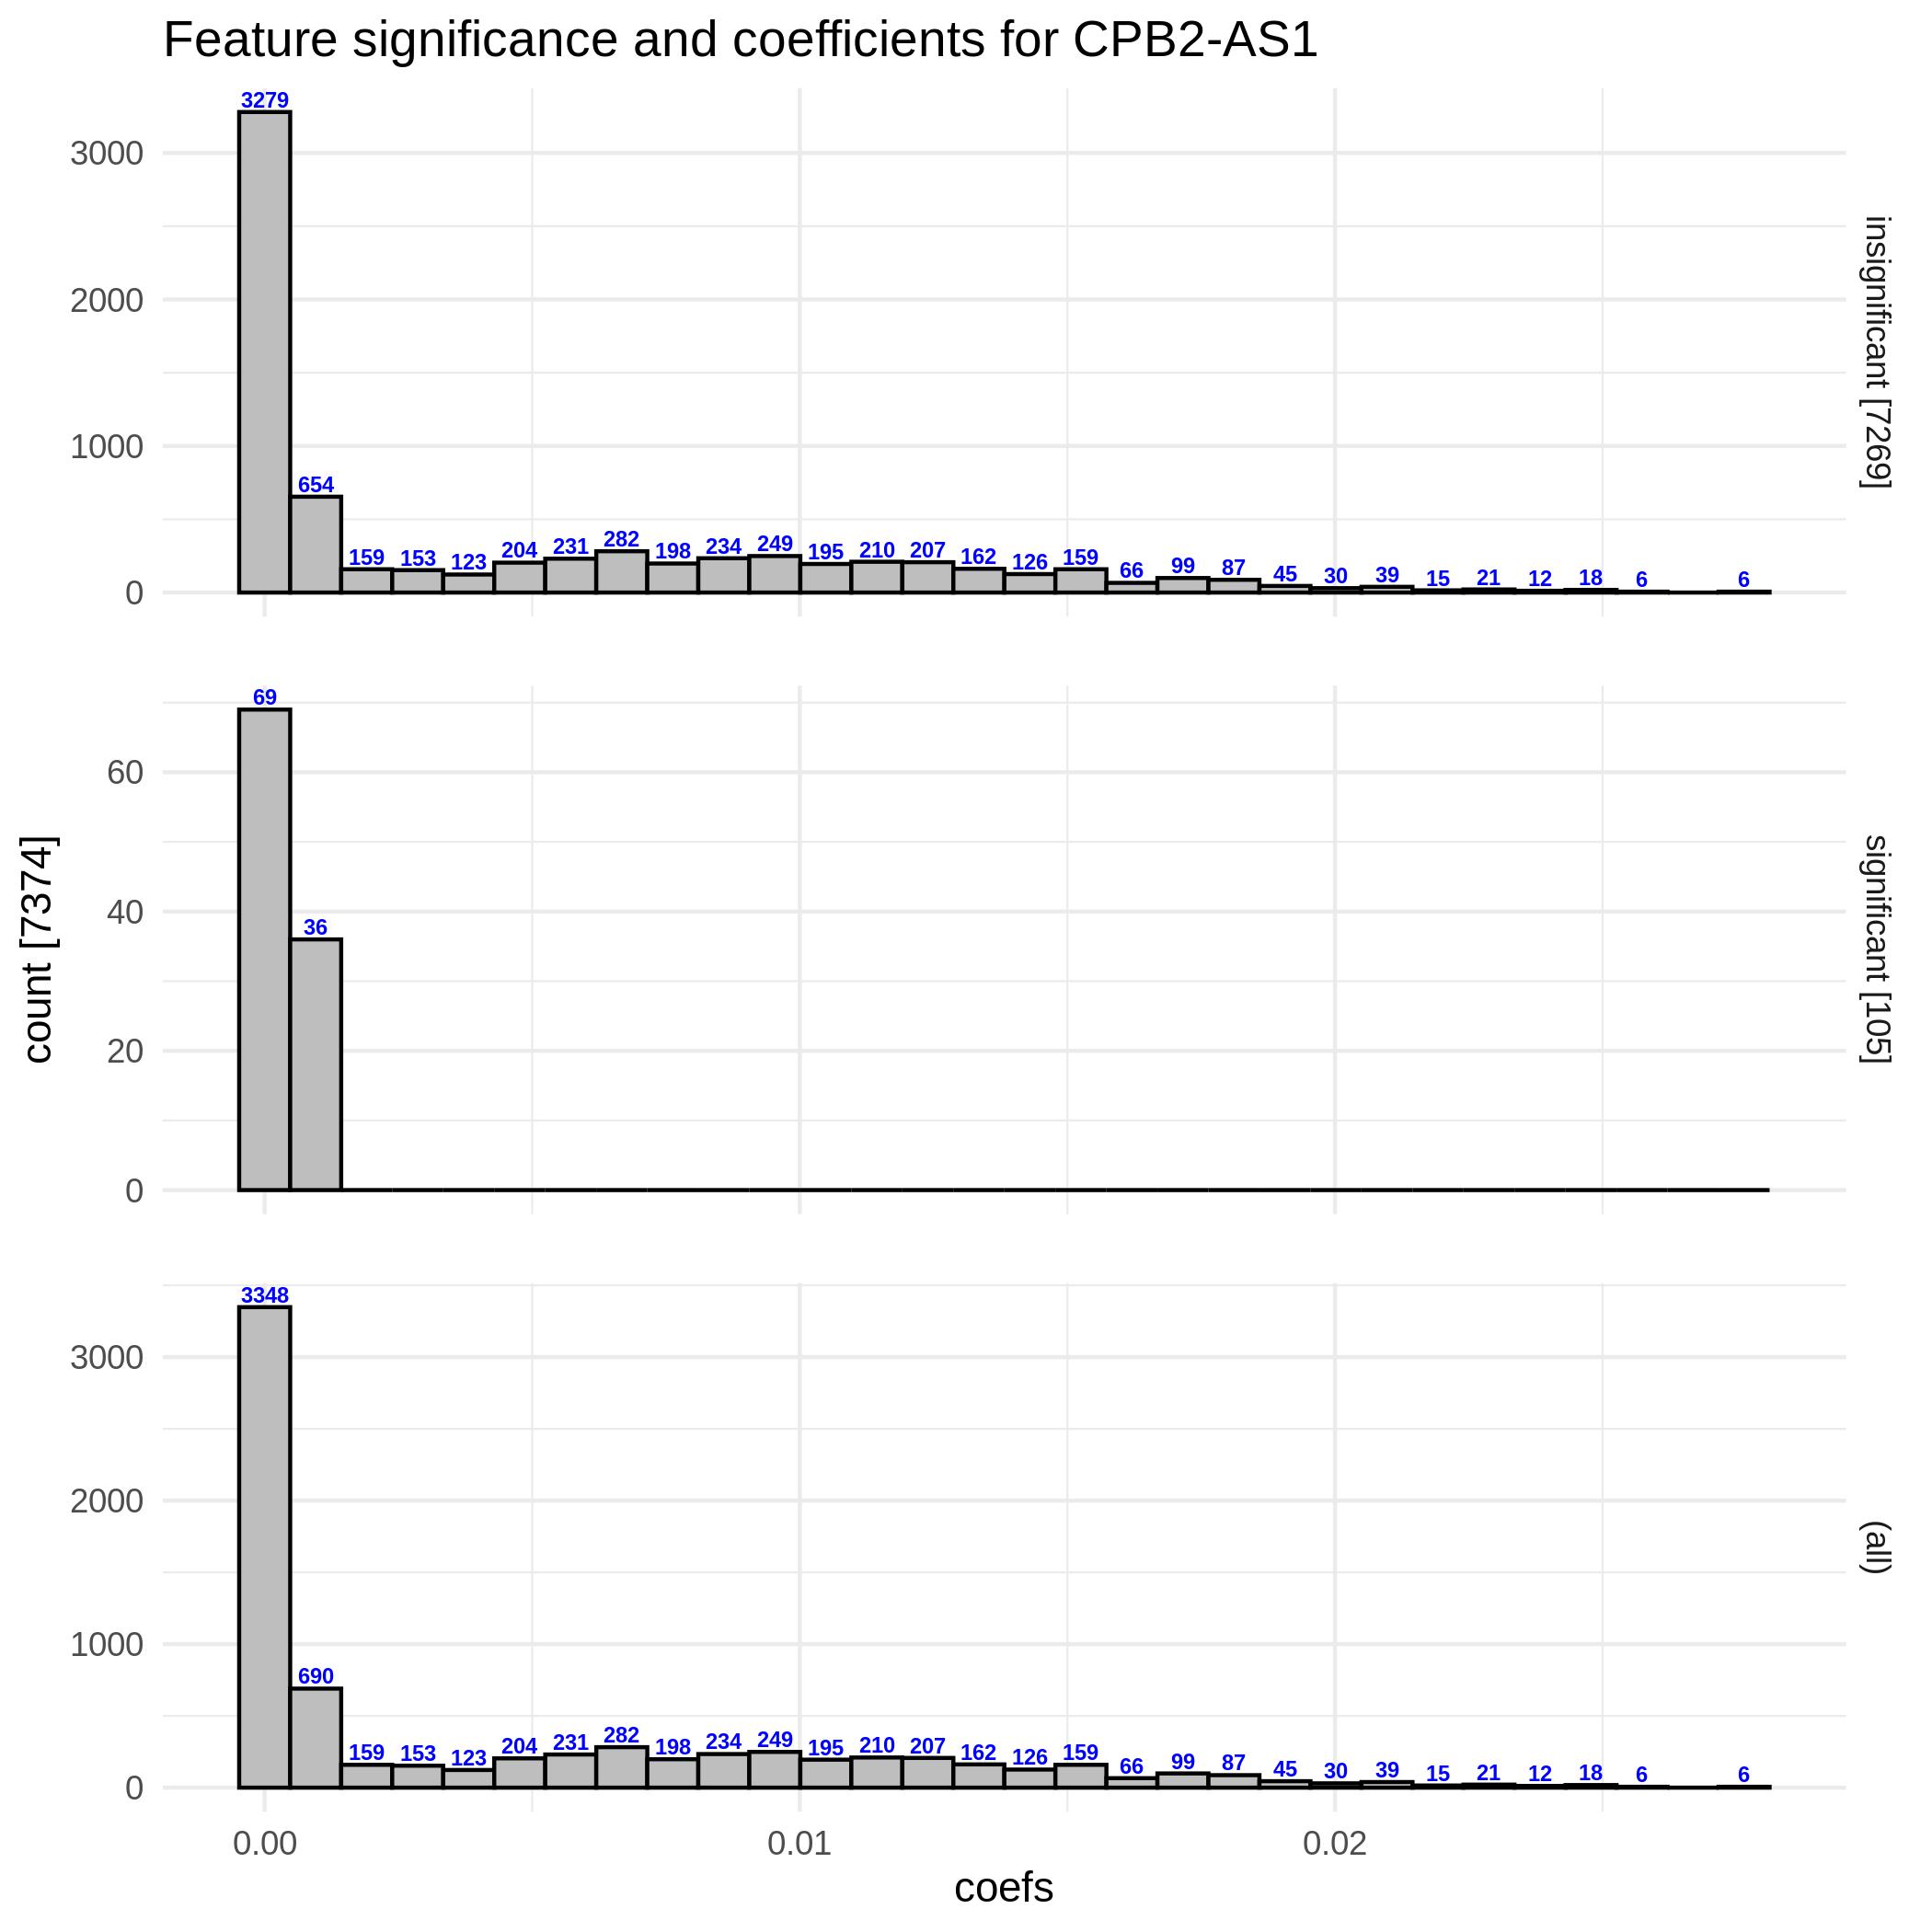 Feature significance and coefficients for CPB2-AS1
count [7374]
3000
2000
1000
0
3279
654
159 153 123 204 231 282 198 234 249 195 210 207 162 126 159 66 99 87 45 30 39 15 21 12 18 6 6
insignificant [7269]
60
40
20
0
69
36
significant [105]
3000
2000
1000
0
3348
690
159 153 123 204 231 282 198 234 249 195 210 207 162 126 159 66 99 87 45 30 39 15 21 12 18 6 6
(all)
0.00 0.01 0.02
coefs